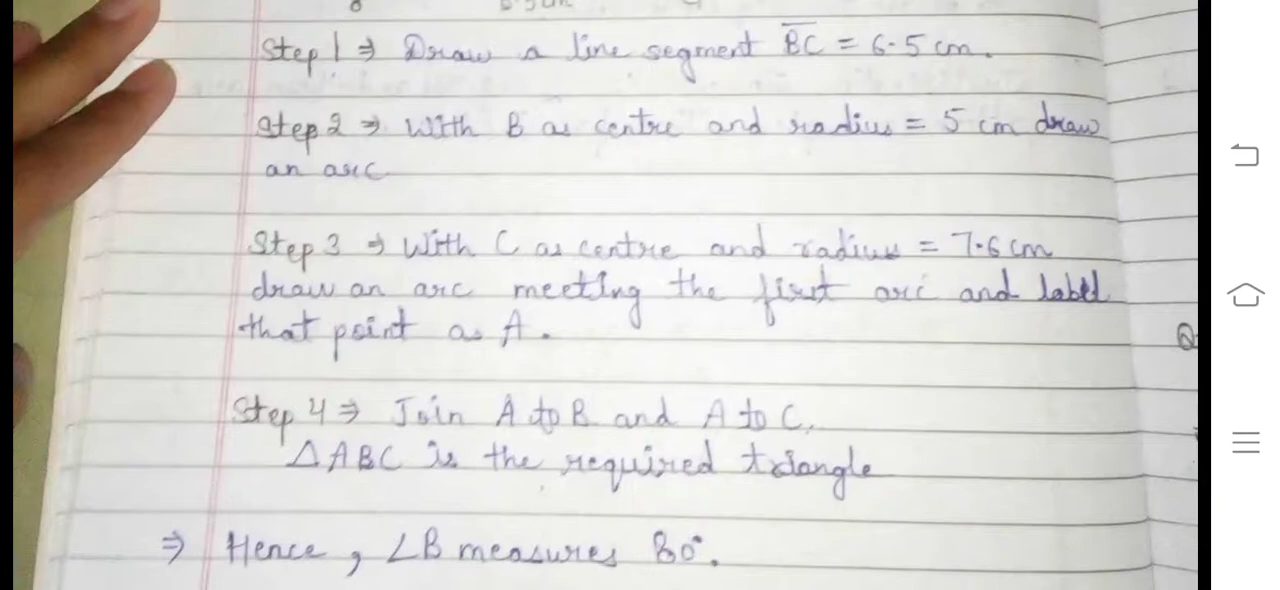 Step 1 ⇒ Draw a line segment B̅C̅ = 6.5 cm.
Step 2 ⇒ With B as centre and radius = 5 cm draw
an arc
Step 3 ⇒ With C as centre and radius = 7.6 cm
draw an arc meeting the first arc and label
that point as A.
Step 4 ⇒ Join A to B and A to C.
△ABC is the required triangle
⇒ Hence, ∠B measures 80°.